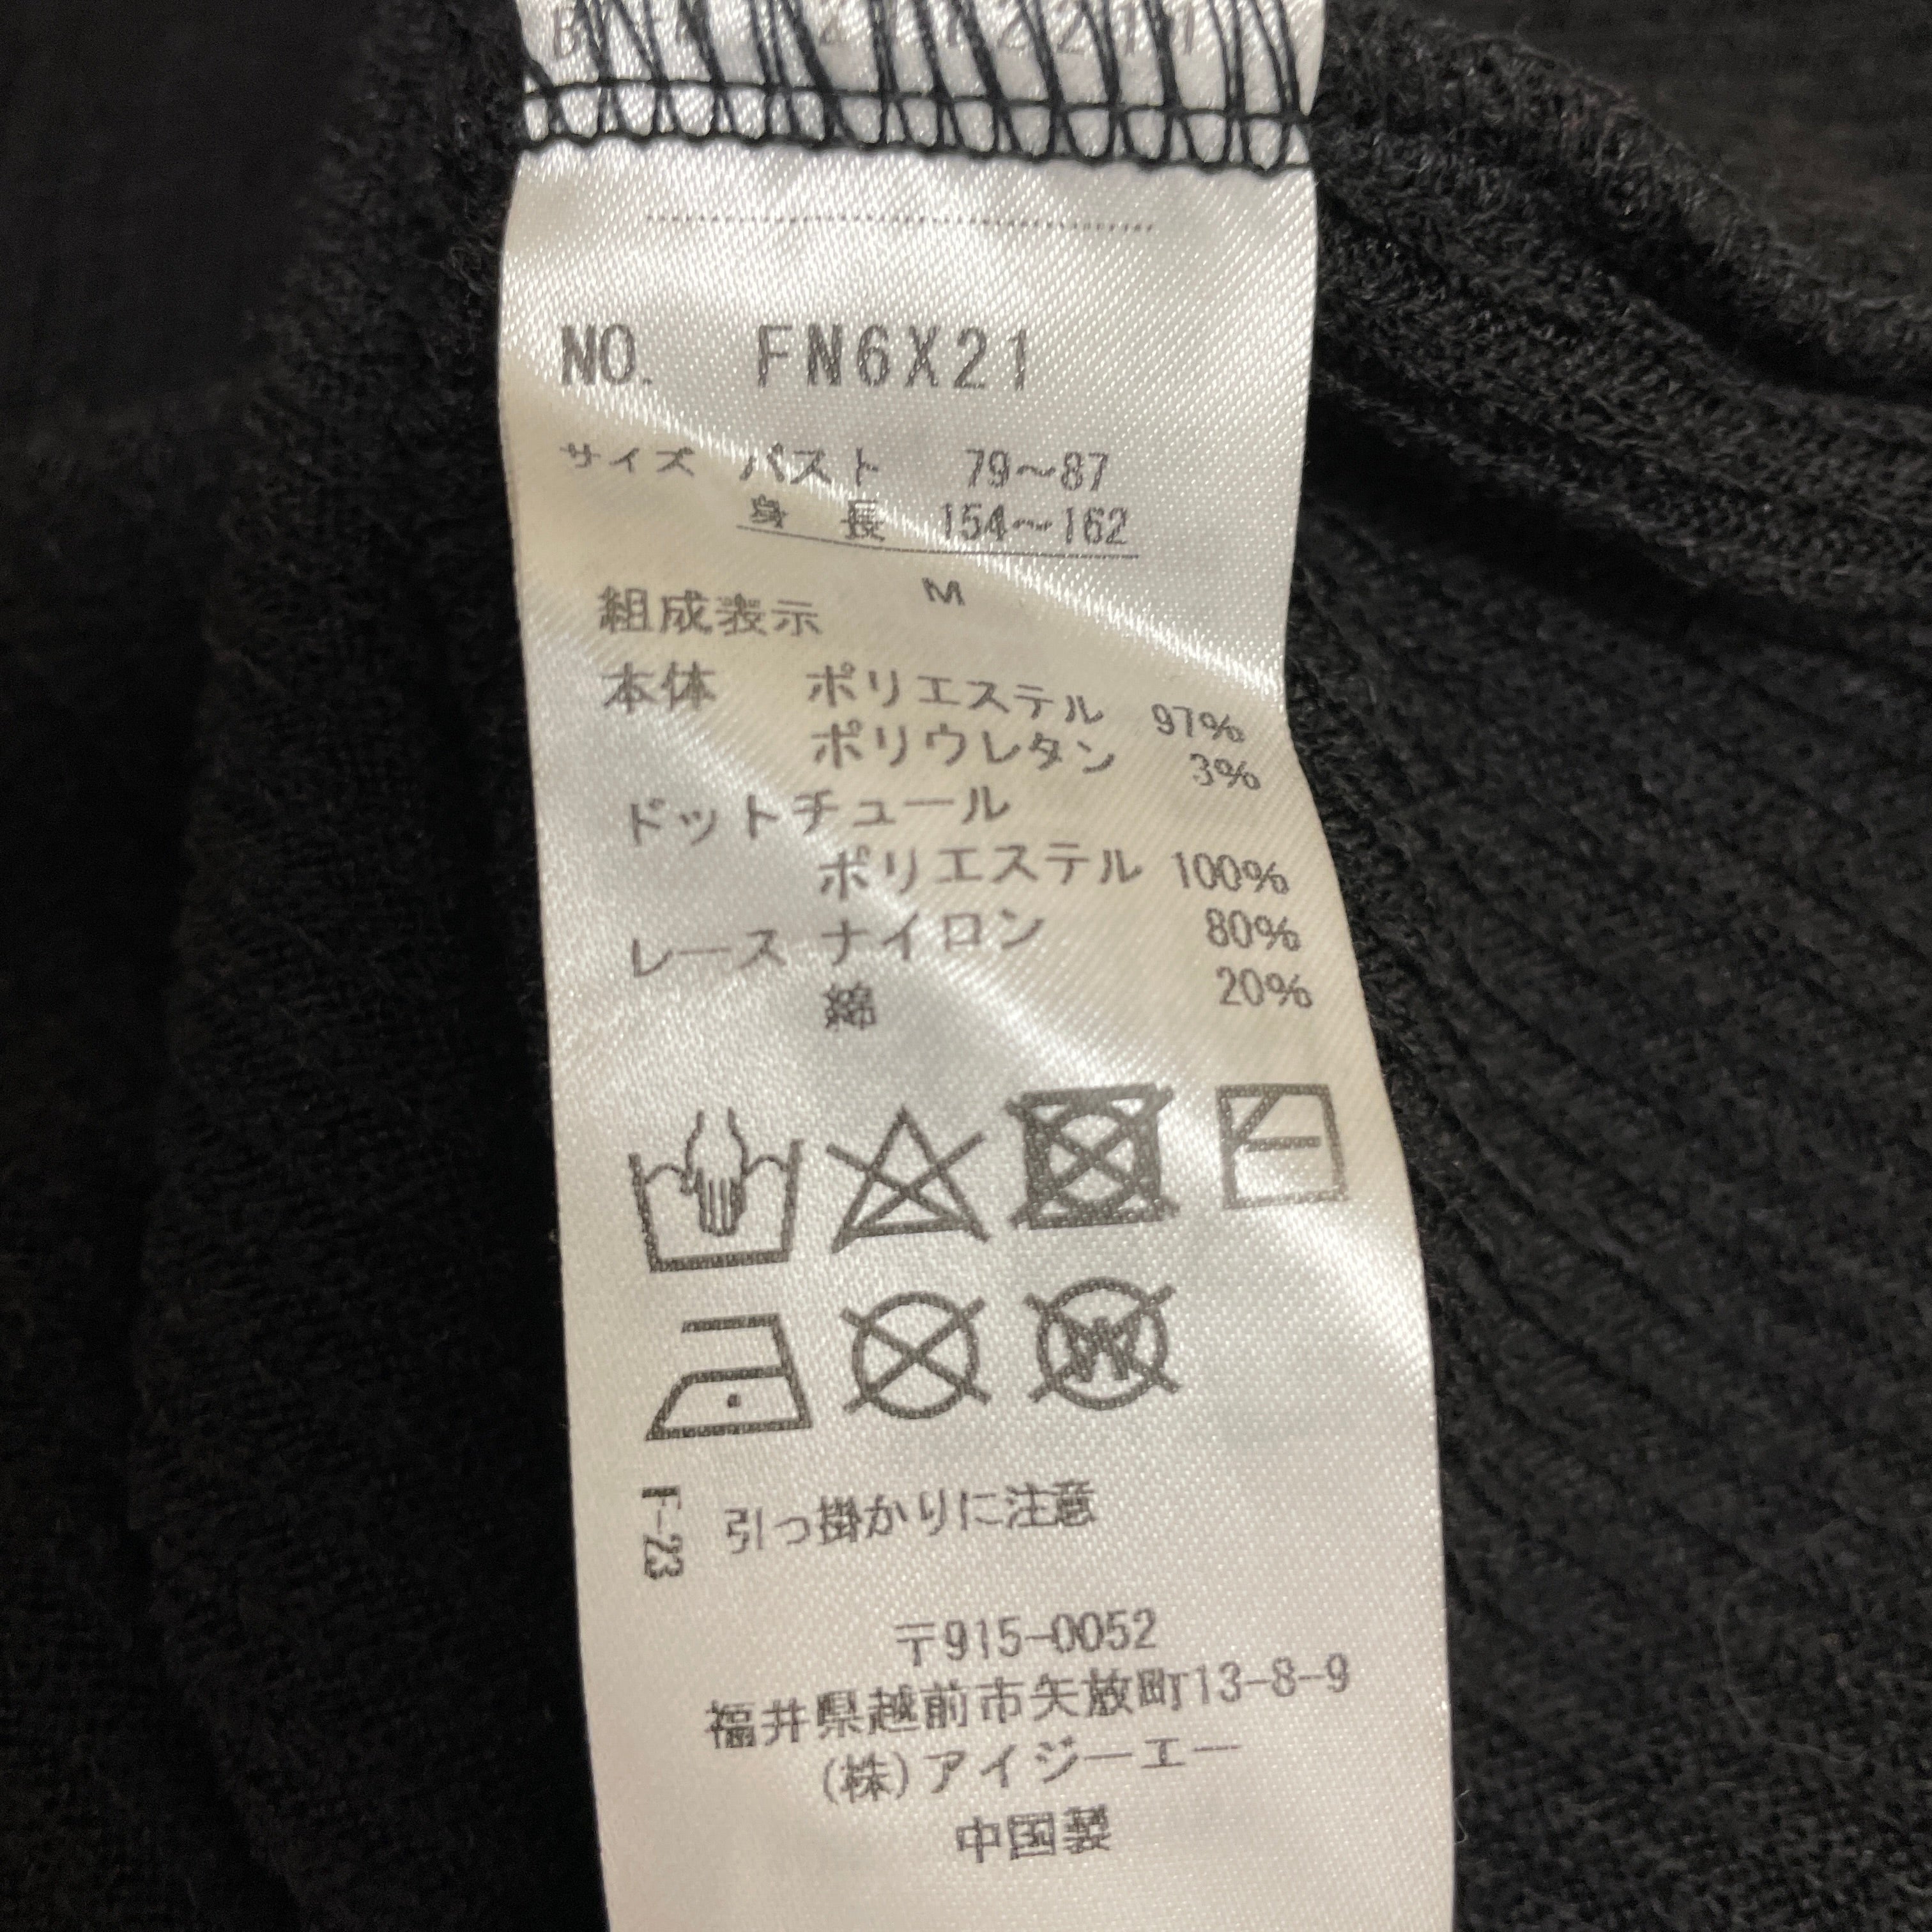 NO. FN6X21
サイズ バスト 79〜87
身 長 154〜162
M
組成表示
本体 ポリエステル 97%
ポリウレタン 3%
ドットチュール
ポリエステル 100%
レース ナイロン 80%
綿 20%
F-23
引っ掛かりに注意
〒915-0052
福井県越前市矢放町13-8-9
(株)アイジーエー
中国製